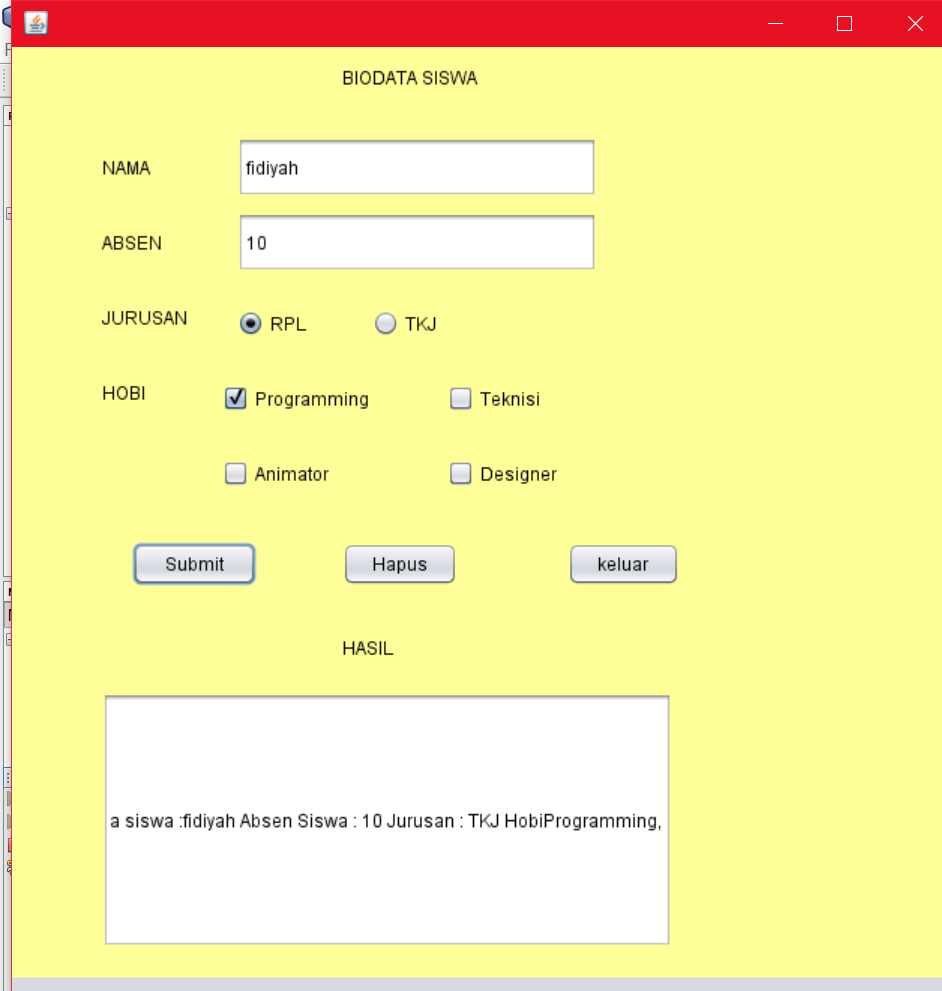 BIODATA SISWA
NAMA
fidiyah
ABSEN
10
JURUSAN
RPL
TKJ
HOBI
Programming
Teknisi
Animator
Designer
Submit
Hapus
keluar
HASIL
a siswa :fidiyah Absen Siswa : 10 Jurusan : TKJ HobiProgramming,